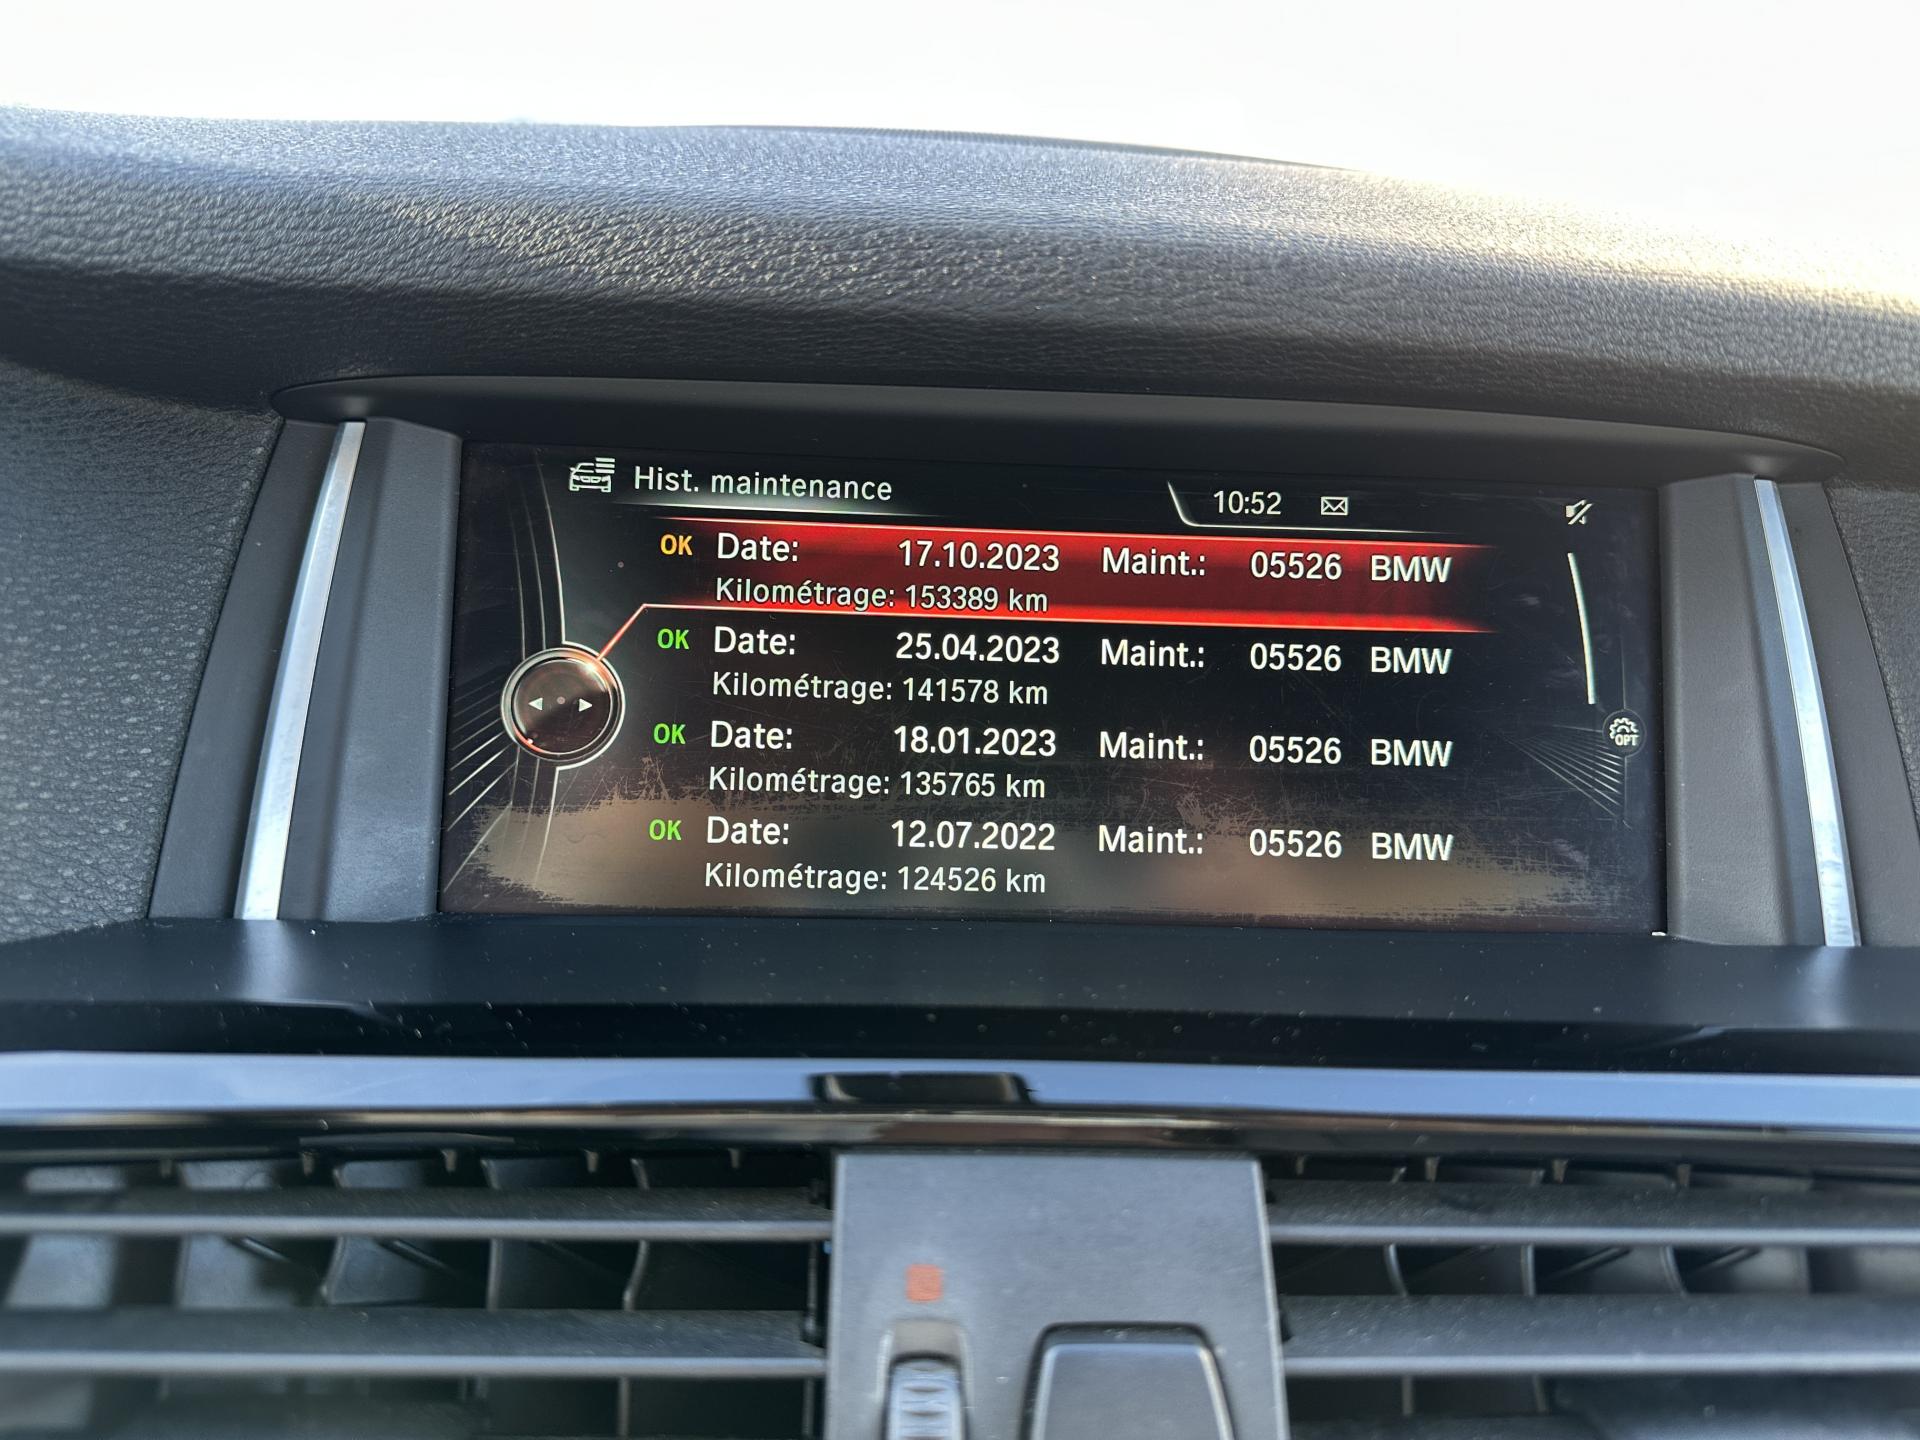 Hist. maintenance
10:52
OK Date: 17.10.2023 Maint.: 05526 BMW
Kilométrage: 153389 km
OK Date: 25.04.2023 Maint.: 05526 BMW
Kilométrage: 141578 km
OK Date: 18.01.2023 Maint.: 05526 BMW
Kilométrage: 135765 km
OPT
OK Date: 12.07.2022 Maint.: 05526 BMW
Kilométrage: 124526 km